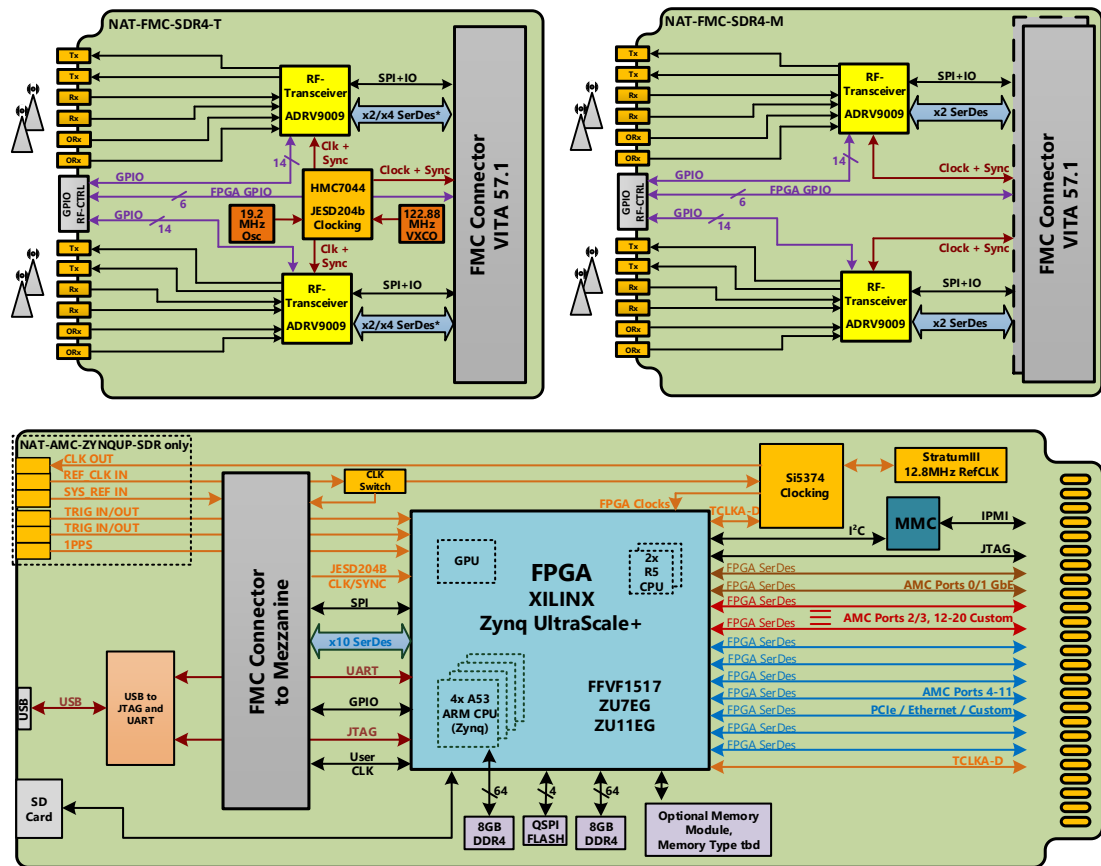 NAT-FMC-SDR4-T
Tx
Tx
Rx
Rx
ORx
ORx
GPIO
RF-CTRL
Tx
Tx
Rx
Rx
ORx
ORx
RF-
Transceiver
ADRV9009
SPI+IO
x2/x4 SerDes*
14
Clk +
Sync
GPIO
FPGA GPIO
6
GPIO
14
HMC7044
JESD204b
Clocking
Clock + Sync
19.2
MHz
Osc
122.88
MHz
VXCO
Clk +
Sync
RF-
Transceiver
ADRV9009
SPI+IO
x2/x4 SerDes*
FMC Connector
VITA 57.1
NAT-FMC-SDR4-M
Tx
Tx
Rx
Rx
ORx
ORx
GPIO
RF-CTRL
Tx
Tx
Rx
Rx
ORx
ORx
RF-
Transceiver
ADRV9009
SPI+IO
x2 SerDes
14
GPIO
Clock + Sync
FPGA GPIO
6
GPIO
14
Clock + Sync
RF-
Transceiver
ADRV9009
SPI+IO
x2 SerDes
FMC Connector
VITA 57.1
NAT-AMC-ZYNQUP-SDR only
CLK OUT
REF CLK IN
SYS REF IN
TRIG IN/OUT
TRIG IN/OUT
1PPS
CLK
Switch
Si5374
Clocking
StratumIII
12.8MHz RefCLK
FPGA Clocks
TCLKA-D
I²C
MMC
IPMI
JTAG
FMC Connector
to Mezzanine
JESD204B
CLK/SYNC
SPI
x10 SerDes
UART
GPIO
JTAG
User
CLK
GPU
2x
R5
CPU
FPGA
XILINX
Zynq UltraScale+
FFVF1517
ZU7EG
ZU11EG
4x A53
ARM CPU
(Zynq)
FPGA SerDes
AMC Ports 0/1 GbE
FPGA SerDes
FPGA SerDes
AMC Ports 2/3, 12-20 Custom
FPGA SerDes
FPGA SerDes
FPGA SerDes
FPGA SerDes
AMC Ports 4-11
FPGA SerDes
PCIe / Ethernet / Custom
FPGA SerDes
FPGA SerDes
FPGA SerDes
TCLKA-D
USB
USB
USB to
JTAG and
UART
SD
Card
64
4
64
8GB
DDR4
QSPI
FLASH
8GB
DDR4
Optional Memory
Module,
Memory Type tbd